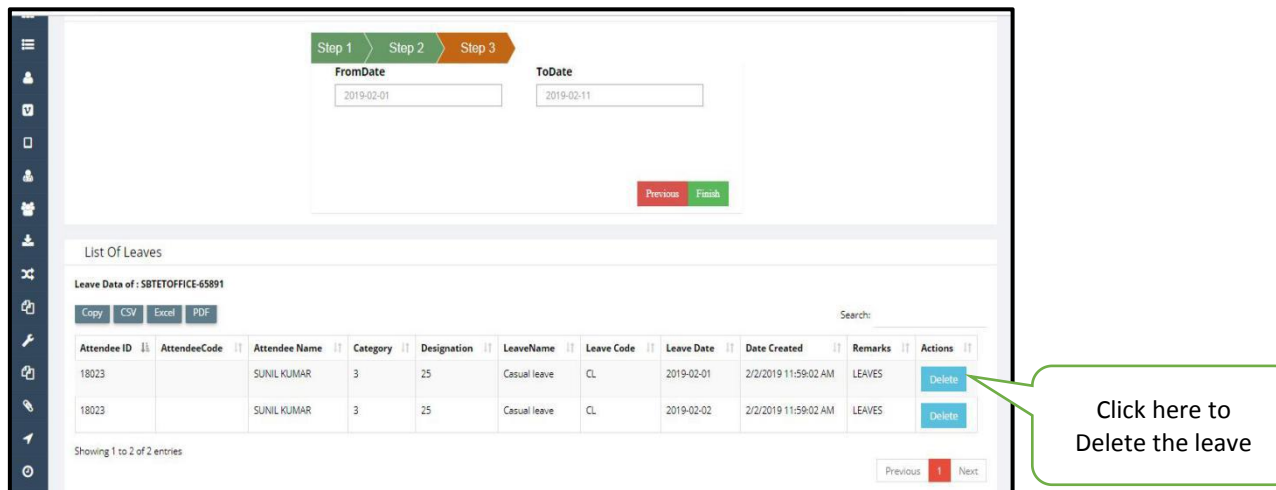 Step 1 Step 2 Step 3
FromDate ToDate
2019-02-01 2019-02-11
Previous Finish
List Of Leaves
Leave Data of : SBTETOFFICE-65891
Copy CSV Excel PDF Search:
Attendee ID AttendeeCode Attendee Name Category Designation LeaveName Leave Code Leave Date Date Created Remarks Actions
18023 SUNIL KUMAR 3 25 Casual leave CL 2019-02-01 2/2/2019 11:59:02 AM LEAVES Delete
18023 SUNIL KUMAR 3 25 Casual leave CL 2019-02-02 2/2/2019 11:59:02 AM LEAVES Delete
Click here to
Delete the leave
Showing 1 to 2 of 2 entries
Previous 1 Next